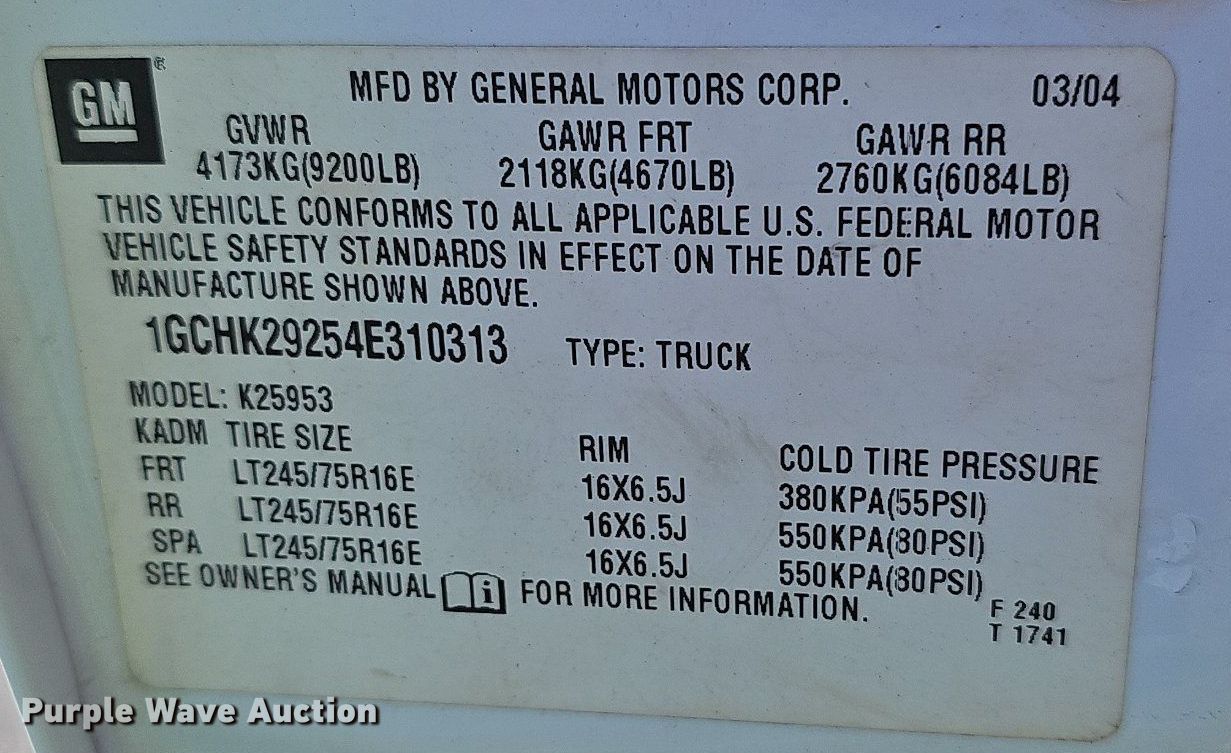 GM ®
MFD BY GENERAL MOTORS CORP. 03/04
GVWR GAWR FRT GAWR RR
4173KG(9200LB) 2118KG(4670LB) 2760KG(6084LB)
THIS VEHICLE CONFORMS TO ALL APPLICABLE U.S. FEDERAL MOTOR
VEHICLE SAFETY STANDARDS IN EFFECT ON THE DATE OF
MANUFACTURE SHOWN ABOVE.
1GCHK29254E310313 TYPE: TRUCK
MODEL: K25953
KADM TIRE SIZE RIM COLD TIRE PRESSURE
FRT LT245/75R16E 16X6.5J 380KPA(55PSI)
RR LT245/75R16E 16X6.5J 550KPA(80PSI)
SPA LT245/75R16E 16X6.5J 550KPA(80PSI)
SEE OWNER'S MANUAL i FOR MORE INFORMATION.
F 240
T 1741
Purple Wave Auction